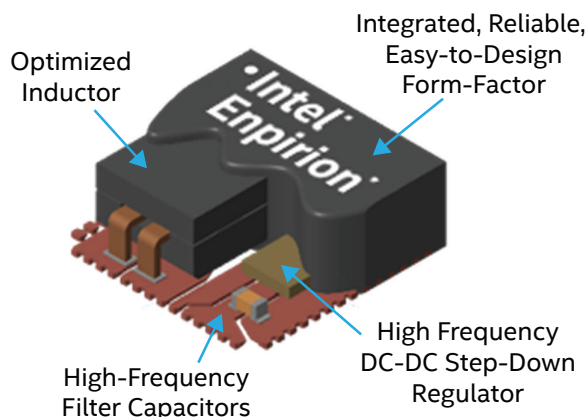 Integrated, Reliable,
Easy-to-Design
Form-Factor
Optimized
Inductor
Intel
Enpirion
High Frequency
DC-DC Step-Down
Regulator
High-Frequency
Filter Capacitors